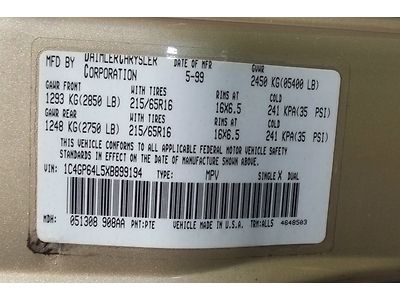 MFD BY DAIMLERCHRYSLER CORPORATION DATE OF MFR 5-99 GVWR 2450 KG(05400 LB)
GAWR FRONT WITH TIRES RIMS AT COLD
1293 KG(2850 LB) 215/65R16 16X6.5 241 KPA(35 PSI)
GAWR REAR WITH TIRES RIMS AT COLD
1248 KG(2750 LB) 215/65R16 16X6.5 241 KPA(35 PSI)
THIS VEHICLE CONFORMS TO ALL APPLICABLE FEDERAL MOTOR VEHICLE SAFETY
STANDARDS IN EFFECT ON THE DATE OF MANUFACTURE SHOWN ABOVE.
VIN: 1C4GP64L5XB899194 TYPE: MPV SINGLE X DUAL
MDH: 051308 908AA PNT:PTE VEHICLE MADE IN U.S.A. TRM:ALL5 4648503